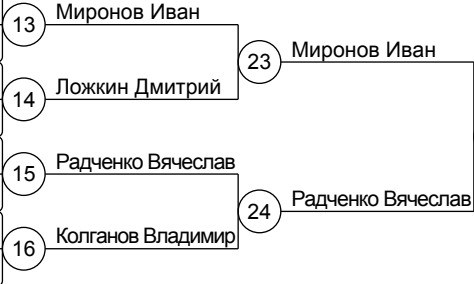 13 Миронов Иван
23 Миронов Иван
14 Ложкин Дмитрий
15 Радченко Вячеслав
24 Радченко Вячеслав
16 Колганов Владимир